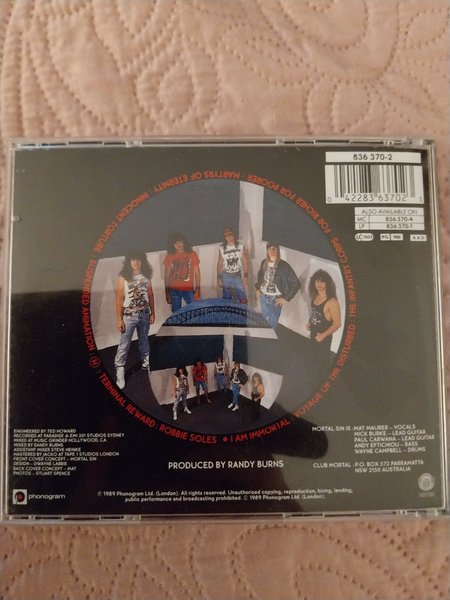 836 370-2
0 42283 63702
ALSO AVAILABLE ON
MC 836 370-4
LP 836 370-1
LC 1633 PG 900 AAD
I AM IMMORTAL : VOYAGE OF THE DISTURBED : THE INFANTRY CORPS : FOR RICHER FOR POORER : MARTYRS OF ETERNITY : INNOCENT TORTURE : SUSPENDED ANIMATION : H : TERMINAL REWARD : ROBBIE SOLES
ENGINEERED BY TED HOWARD
RECORDED AT PARADISE & EMI 301 STUDIOS SYDNEY
MIXED AT MUSIC GRINDER HOLLYWOOD, CA.
MIXED BY RANDY BURNS
ASSISTANT MIXER STEVE HEINKE
MASTERED BY JACKO AT TAPE 1 STUDIOS LONDON
FRONT COVER CONCEPT – MORTAL SIN
DESIGN – DWAYNE LABBE
BACK COVER CONCEPT – MAT
PHOTOS – STUART SPENCE
PRODUCED BY RANDY BURNS
MORTAL SIN IS MAT MAURER – VOCALS
MICK BURKE – LEAD GUITAR
PAUL CARWANA – LEAD GUITAR
ANDY EFTICHIOU – BASS
WAYNE CAMPBELL – DRUMS
CLUB MORTAL : P.O. BOX 572 PARRAMATTA
NSW 2150 AUSTRALIA
phonogram
℗ 1989 Phonogram Ltd. (London). All rights reserved. Unauthorised copying, reproduction, hiring, lending,
public performance and broadcasting prohibited. © 1989 Phonogram Ltd. (London).